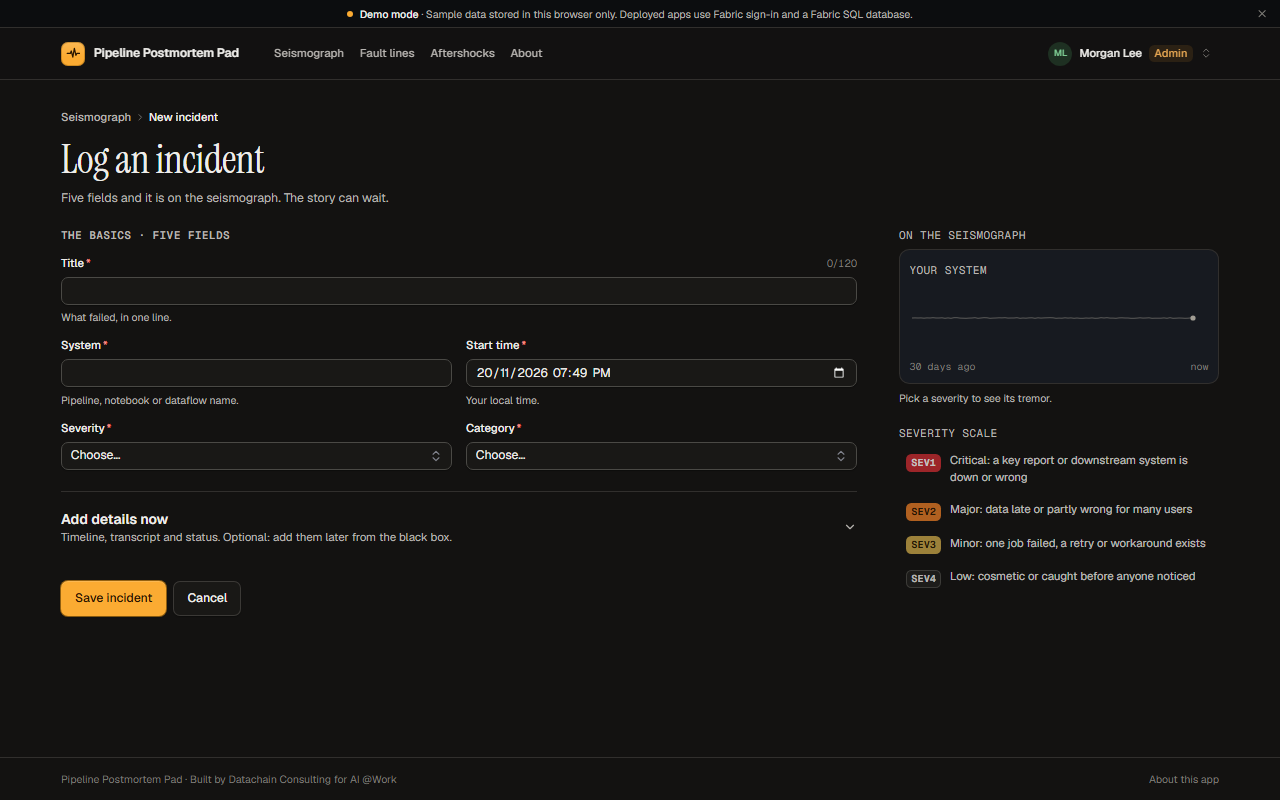 Demo mode · Sample data stored in this browser only. Deployed apps use Fabric sign-in and a Fabric SQL database.
Pipeline Postmortem Pad
Seismograph
Fault lines
Aftershocks
About
ML
Morgan Lee
Admin
Seismograph
New incident
Log an incident
Five fields and it is on the seismograph. The story can wait.
THE BASICS · FIVE FIELDS
Title *
0/120
What failed, in one line.
System *
Pipeline, notebook or dataflow name.
Start time *
20/11/2026 07:49 PM
Your local time.
Severity *
Choose...
Category *
Choose...
Add details now
Timeline, transcript and status. Optional: add them later from the black box.
Save incident
Cancel
ON THE SEISMOGRAPH
YOUR SYSTEM
30 days ago
now
Pick a severity to see its tremor.
SEVERITY SCALE
SEV1
Critical: a key report or downstream system is
down or wrong
SEV2
Major: data late or partly wrong for many users
SEV3
Minor: one job failed, a retry or workaround exists
SEV4
Low: cosmetic or caught before anyone noticed
Pipeline Postmortem Pad · Built by Datachain Consulting for AI @Work
About this app